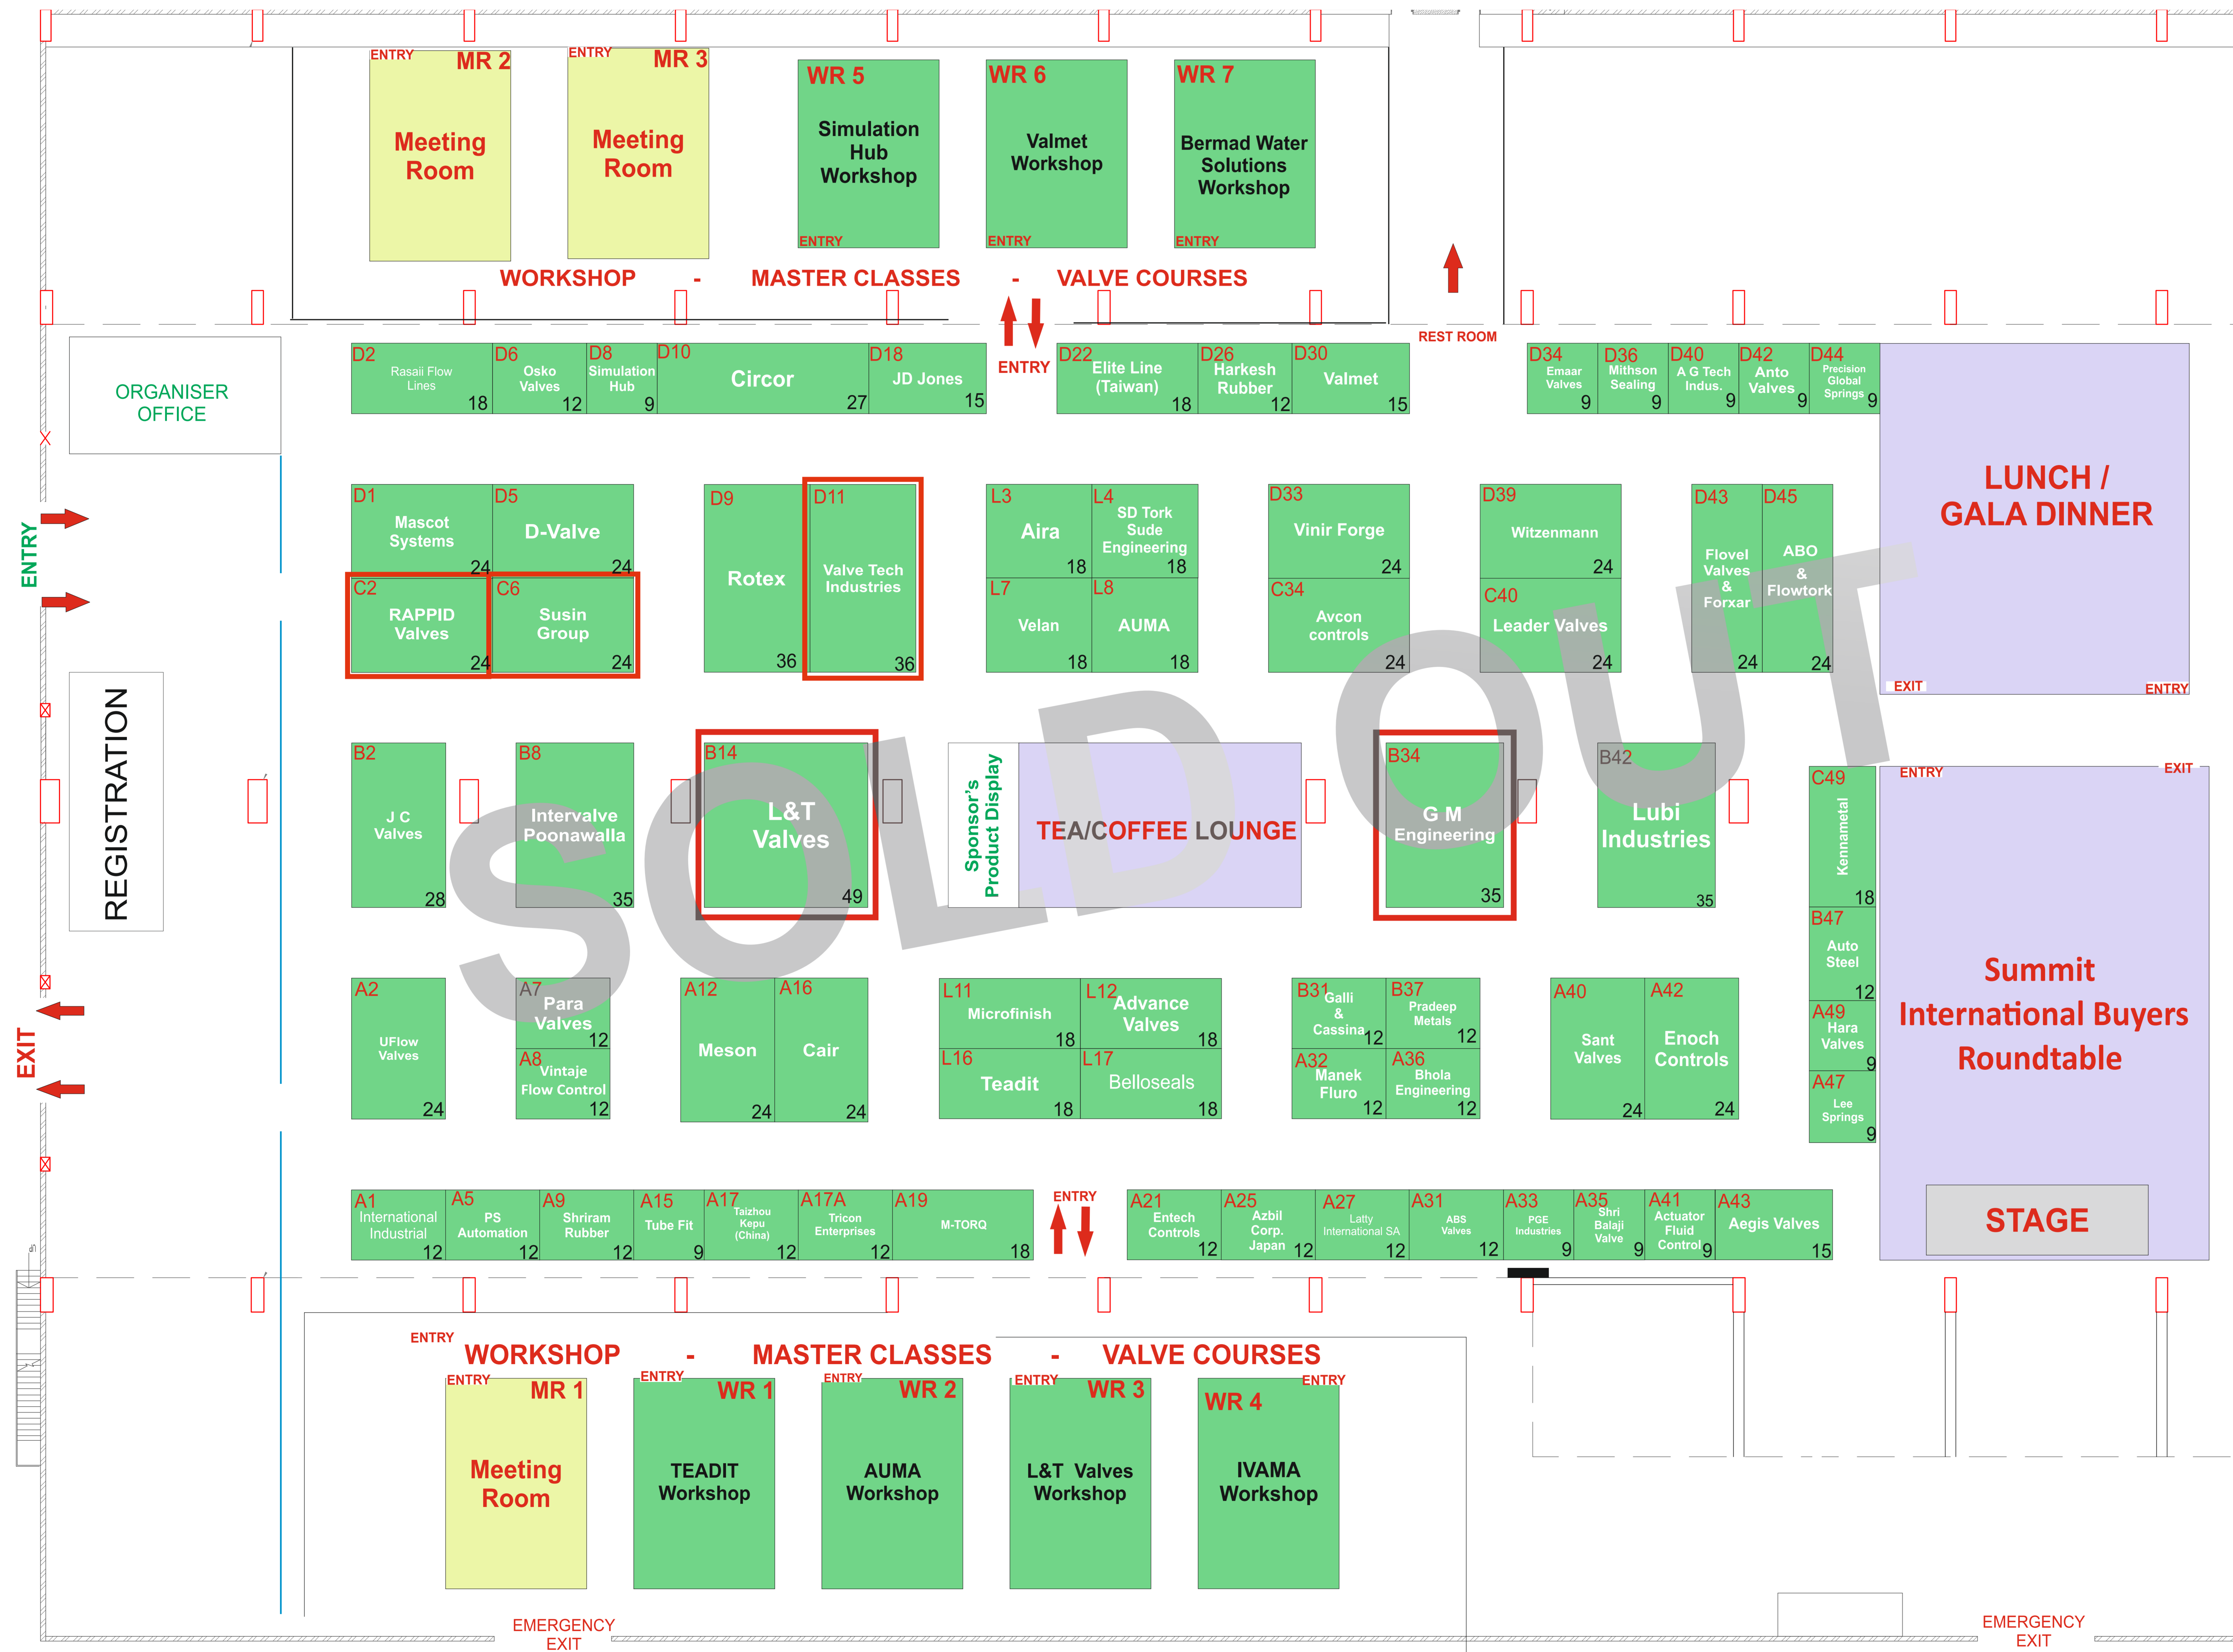 ENTRY
MR 2
Meeting
Room
ENTRY
MR 3
Meeting
Room
WR 5
Simulation
Hub
Workshop
ENTRY
WR 6
Valmet
Workshop
ENTRY
WR 7
Bermad Water
Solutions
Workshop
ENTRY
WORKSHOP - MASTER CLASSES - VALVE COURSES
ENTRY
REST ROOM
ORGANISER
OFFICE
D2
Rasaii Flow
Lines
18
D6
Osko
Valves
12
D8
Simulation
Hub
9
D10
Circor
27
D18
JD Jones
15
D22
Elite Line
(Taiwan)
18
D26
Harkesh
Rubber
12
D30
Valmet
15
D34
Emaar
Valves
9
D36
Mithson
Sealing
9
D40
A G Tech
Indus.
9
D42
Anto
Valves
9
D44
Precision
Global
Springs
9
LUNCH /
GALA DINNER
EXIT
ENTRY
ENTRY
D1
Mascot
Systems
24
D5
D-Valve
24
C2
RAPPID
Valves
24
C6
Susin
Group
24
D9
Rotex
36
D11
Valve Tech
Industries
36
L3
Aira
18
L4
SD Tork
Sude
Engineering
18
L7
Velan
18
L8
AUMA
18
D33
Vinir Forge
24
C34
Avcon
controls
24
D39
Witzenmann
24
C40
Leader Valves
24
D43
Flovel
Valves
&
Forxar
24
D45
ABO
&
Flowtork
24
SOLD OUT
REGISTRATION
B2
J C
Valves
28
B8
Intervalve
Poonawalla
35
B14
L&T
Valves
49
Sponsor's
Product Display
TEA/COFFEE LOUNGE
B34
G M
Engineering
35
B42
Lubi
Industries
35
C49
Kennametal
18
B47
Auto
Steel
12
A49
Hara
Valves
9
A47
Lee
Springs
9
ENTRY
EXIT
Summit
International Buyers
Roundtable
STAGE
EXIT
A2
UFlow
Valves
24
A7
Para
Valves
12
A8
Vintaje
Flow Control
12
A12
Meson
24
A16
Cair
24
L11
Microfinish
18
L12
Advance
Valves
18
L16
Teadit
18
L17
Belloseals
18
B31
Galli
&
Cassina
12
B37
Pradeep
Metals
12
A32
Manek
Fluro
12
A36
Bhola
Engineering
12
A40
Sant
Valves
24
A42
Enoch
Controls
24
A1
International
Industrial
12
A5
PS
Automation
12
A9
Shriram
Rubber
12
A15
Tube Fit
9
A17
Taizhou
Kepu
(China)
12
A17A
Tricon
Enterprises
12
A19
M-TORQ
18
ENTRY
A21
Entech
Controls
12
A25
Azbil
Corp.
Japan
12
A27
Latty
International SA
12
A31
ABS
Valves
12
A33
PGE
Industries
9
A35
Shri
Balaji
Valve
9
A41
Actuator
Fluid
Control
9
A43
Aegis Valves
15
ENTRY
WORKSHOP - MASTER CLASSES - VALVE COURSES
ENTRY
MR 1
Meeting
Room
ENTRY
WR 1
TEADIT
Workshop
ENTRY
WR 2
AUMA
Workshop
ENTRY
WR 3
L&T Valves
Workshop
ENTRY
WR 4
IVAMA
Workshop
EMERGENCY
EXIT
EMERGENCY
EXIT